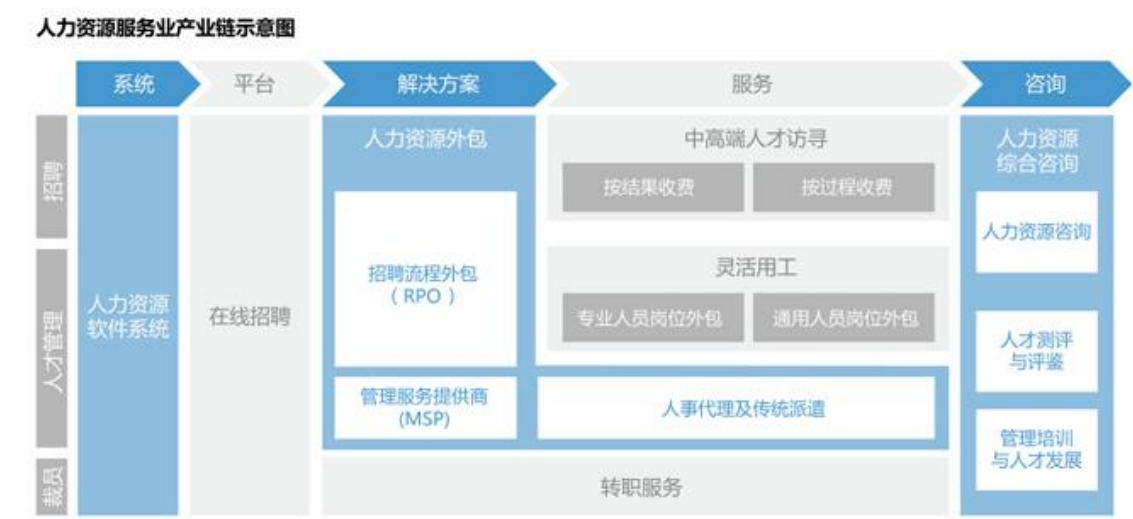 人力资源服务业产业链示意图
系统
平台
解决方案
服务
咨询
招聘
人才管理
裁员
人力资源
软件系统
在线招聘
人力资源外包
招聘流程外包
（ RPO ）
管理服务提供商
(MSP)
中高端人才访寻
按结果收费
按过程收费
灵活用工
专业人员岗位外包
通用人员岗位外包
人事代理及传统派遣
转职服务
人力资源
综合咨询
人力资源咨询
人才测评
与评鉴
管理培训
与人才发展